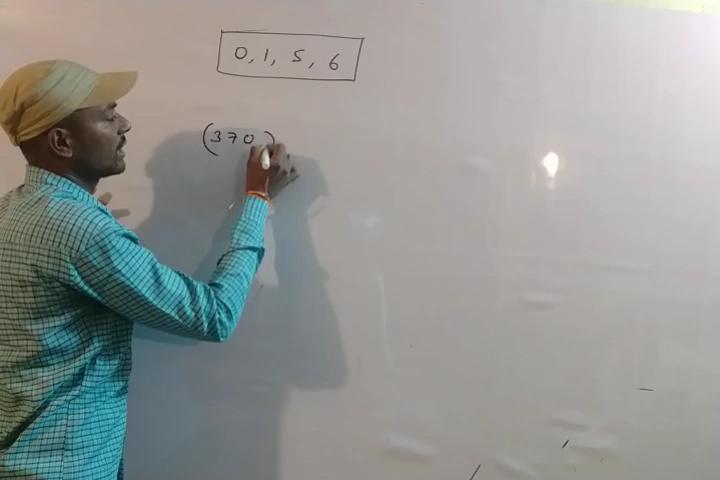 0, 1, 5, 6
(370)